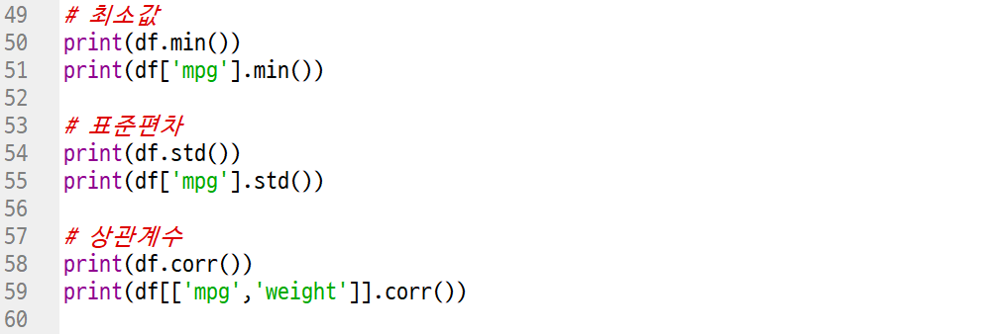 49 # 최소값
50 print(df.min())
51 print(df['mpg'].min())
52
53 # 표준편차
54 print(df.std())
55 print(df['mpg'].std())
56
57 # 상관계수
58 print(df.corr())
59 print(df[['mpg','weight']].corr())
60